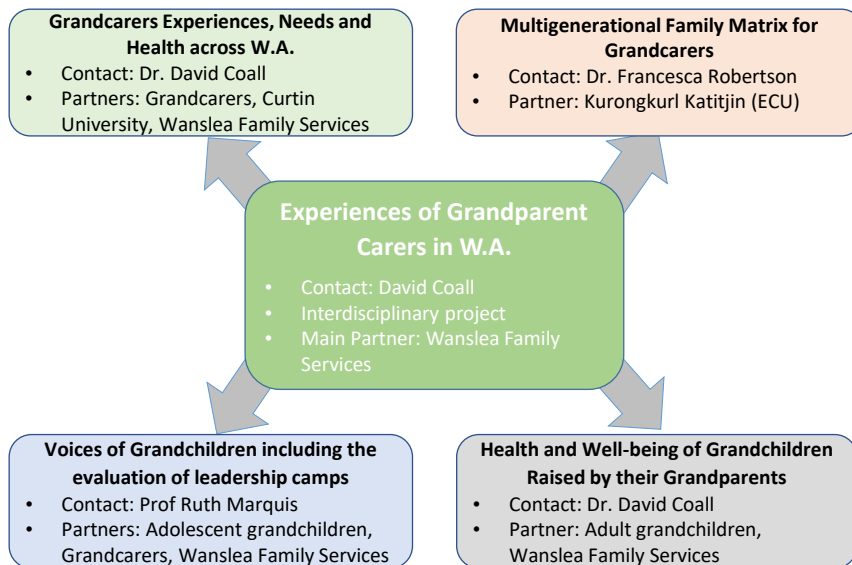 Grandcarers Experiences, Needs
and Health across W.A.
• Contact: Dr. David Coall
• Partners: Grandcarers, Curtin
University, Wanslea Family Services
Multigenerational Family Matrix for
Grandcarers
• Contact: Dr. Francesca Robertson
• Partner: Kurongkurl Katitjin (ECU)
Experiences of Grandparent
Carers in W.A.
• Contact: David Coall
• Interdisciplinary project
• Main Partner: Wanslea Family
Services
Voices of Grandchildren including the
evaluation of leadership camps
• Contact: Prof Ruth Marquis
• Partners: Adolescent grandchildren,
Grandcarers, Wanslea Family Services
Health and Well-being of Grandchildren
Raised by their Grandparents
• Contact: Dr. David Coall
• Partner: Adult grandchildren,
Wanslea Family Services